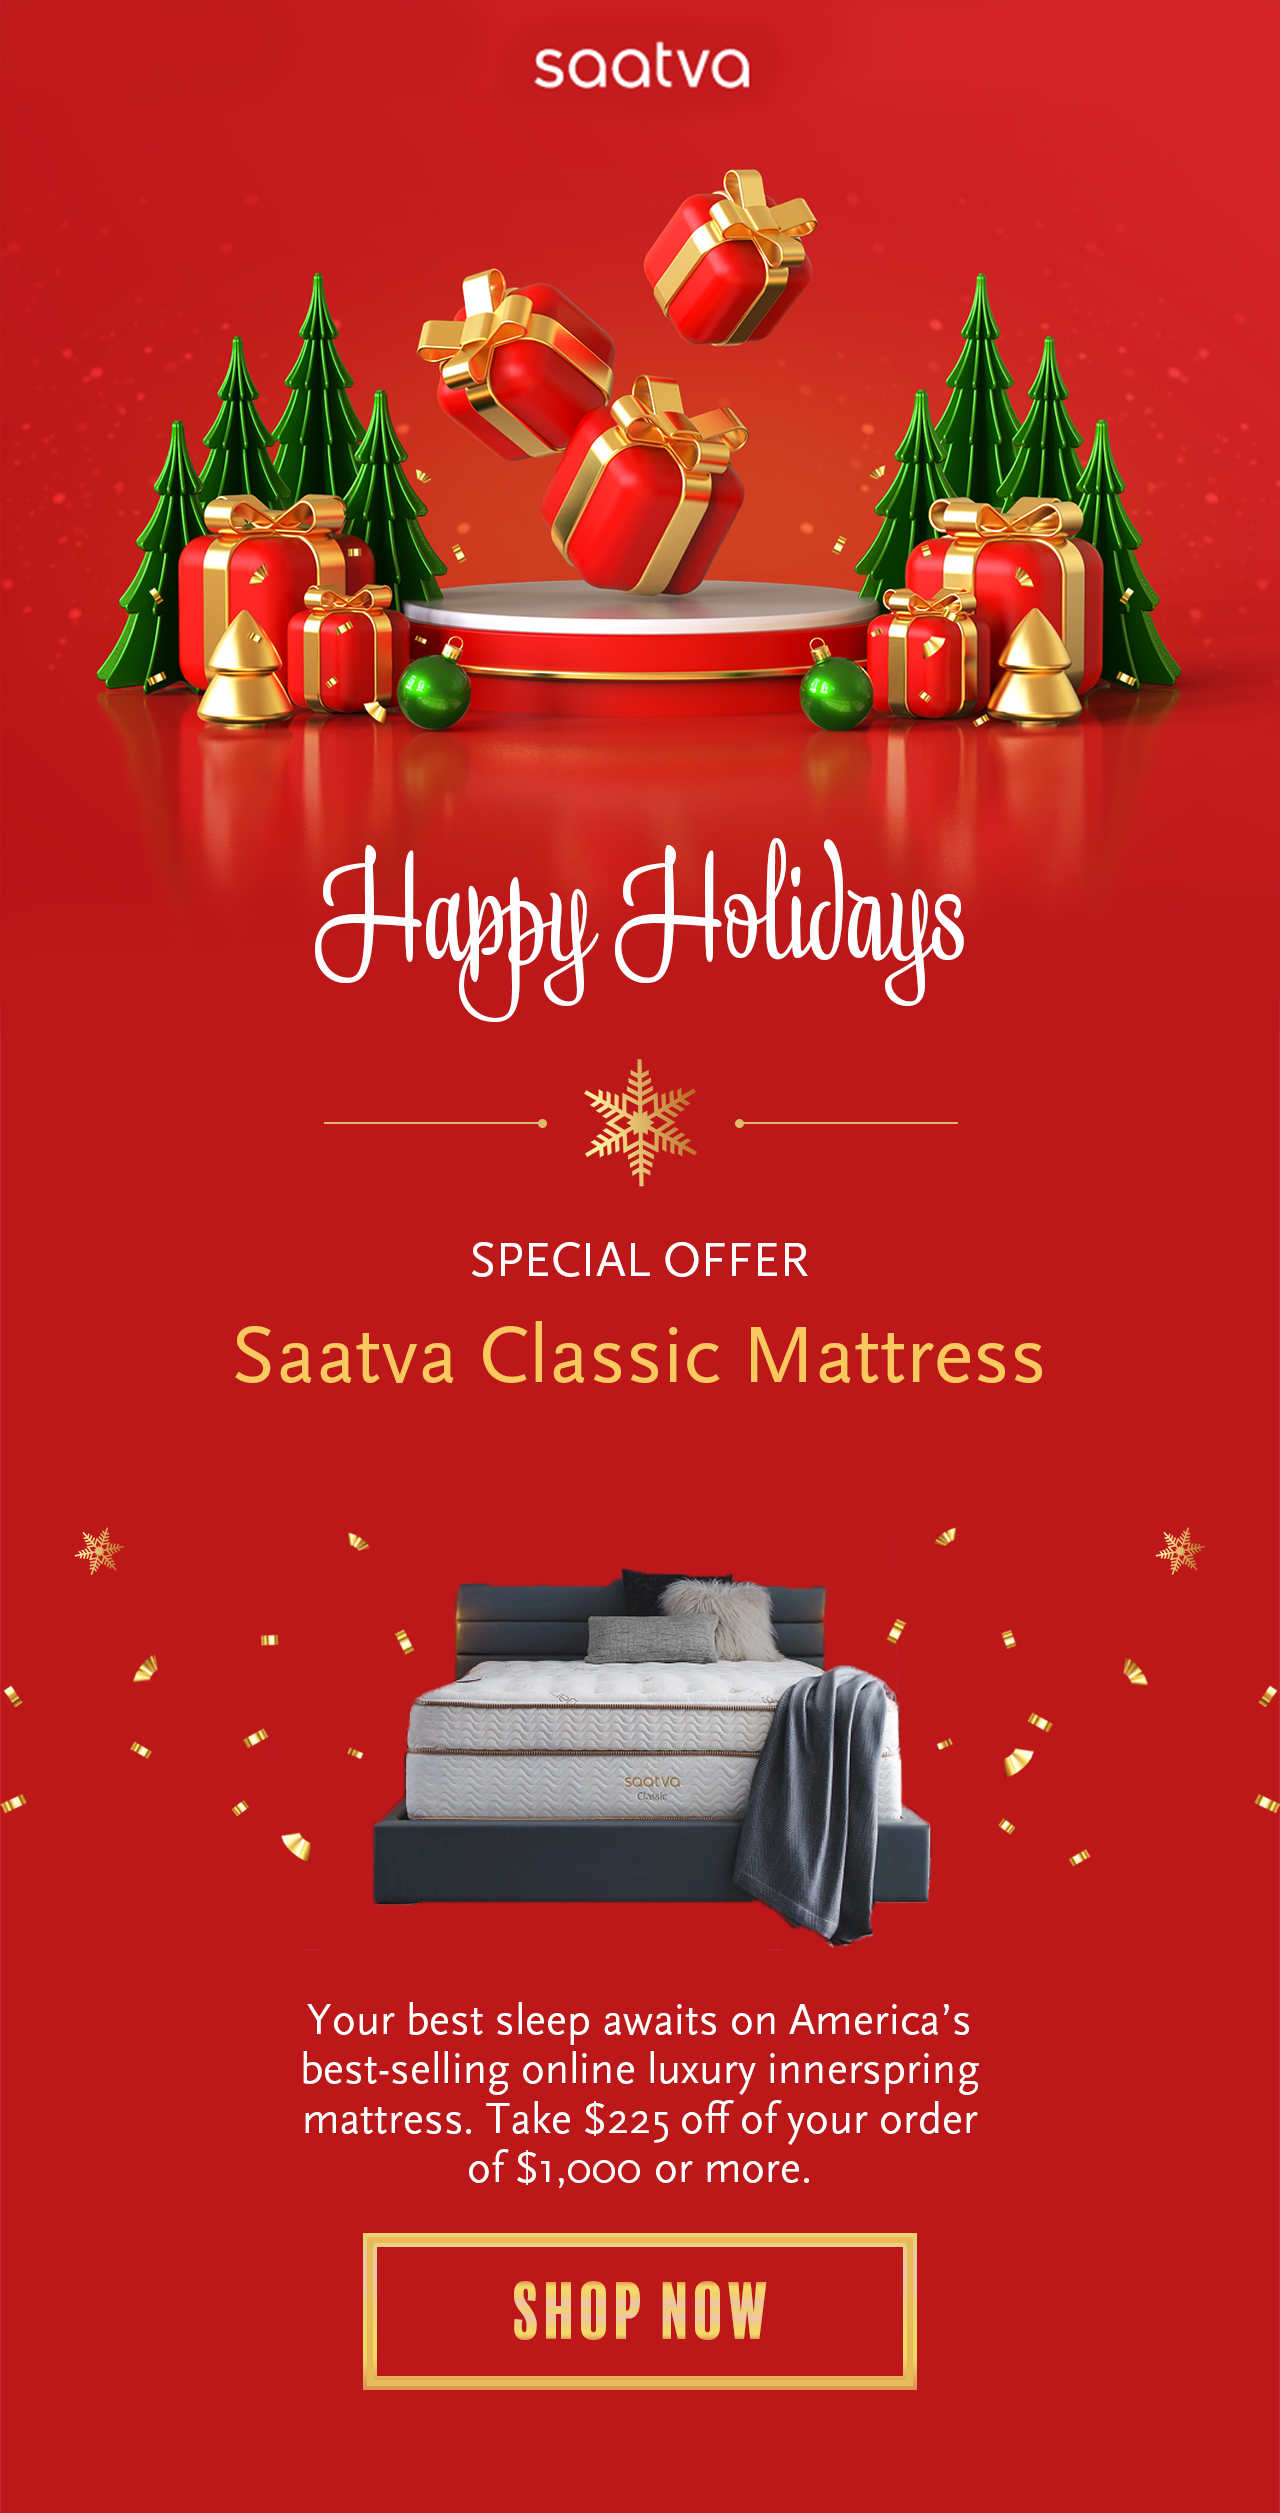 saatva
Happy Holidays
SPECIAL OFFER
Saatva Classic Mattress
saatva
Classic
Your best sleep awaits on America’s
best-selling online luxury innerspring
mattress. Take $225 off of your order
of $1,000 or more.
SHOP NOW